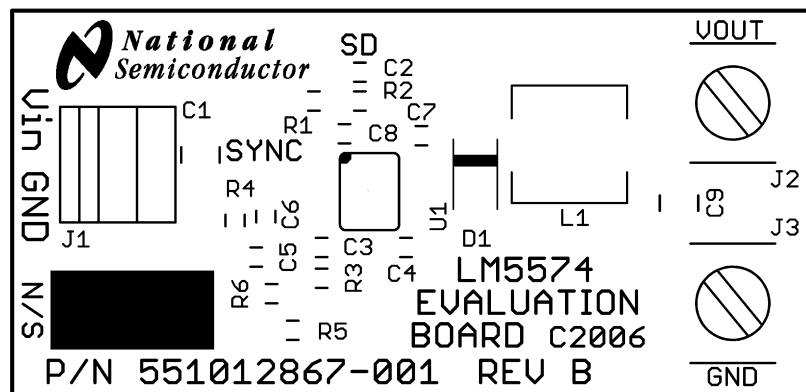 National
Semiconductor
SD
VOUT
C2
R2
Vin
C1
R1
C7
C8
SYNC
J2
GND
R4
C6
U1
L1
C9
J3
J1
C5
C3
C4
D1
R3
LM5574
EVALUATION
BOARD C2006
N/S
R6
R5
GND
P/N 551012867-001 REV B